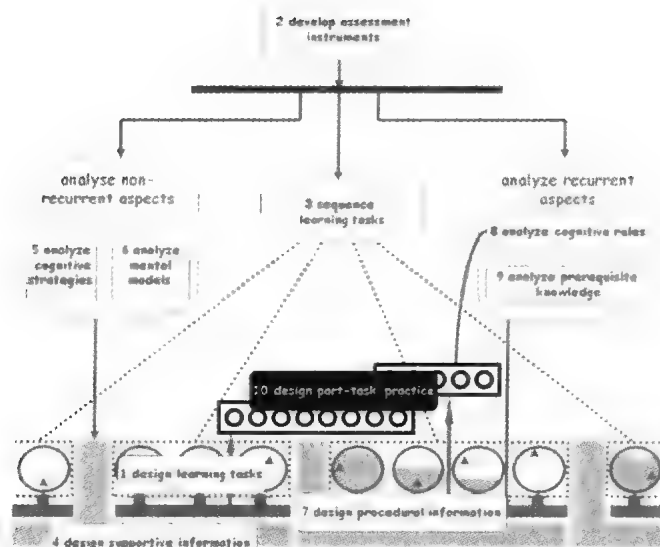 2 develop assessment
instruments
analyse non-
recurrent aspects
3 sequence
learning tasks
analyze recurrent
aspects
8 analyze cognitive rules
5 analyze
cognitive
strategies
6 analyze
mental
models
9 analyze prerequisite
knowledge
10 design part-task practice
1 design learning tasks
7 design procedural information
4 design supportive information